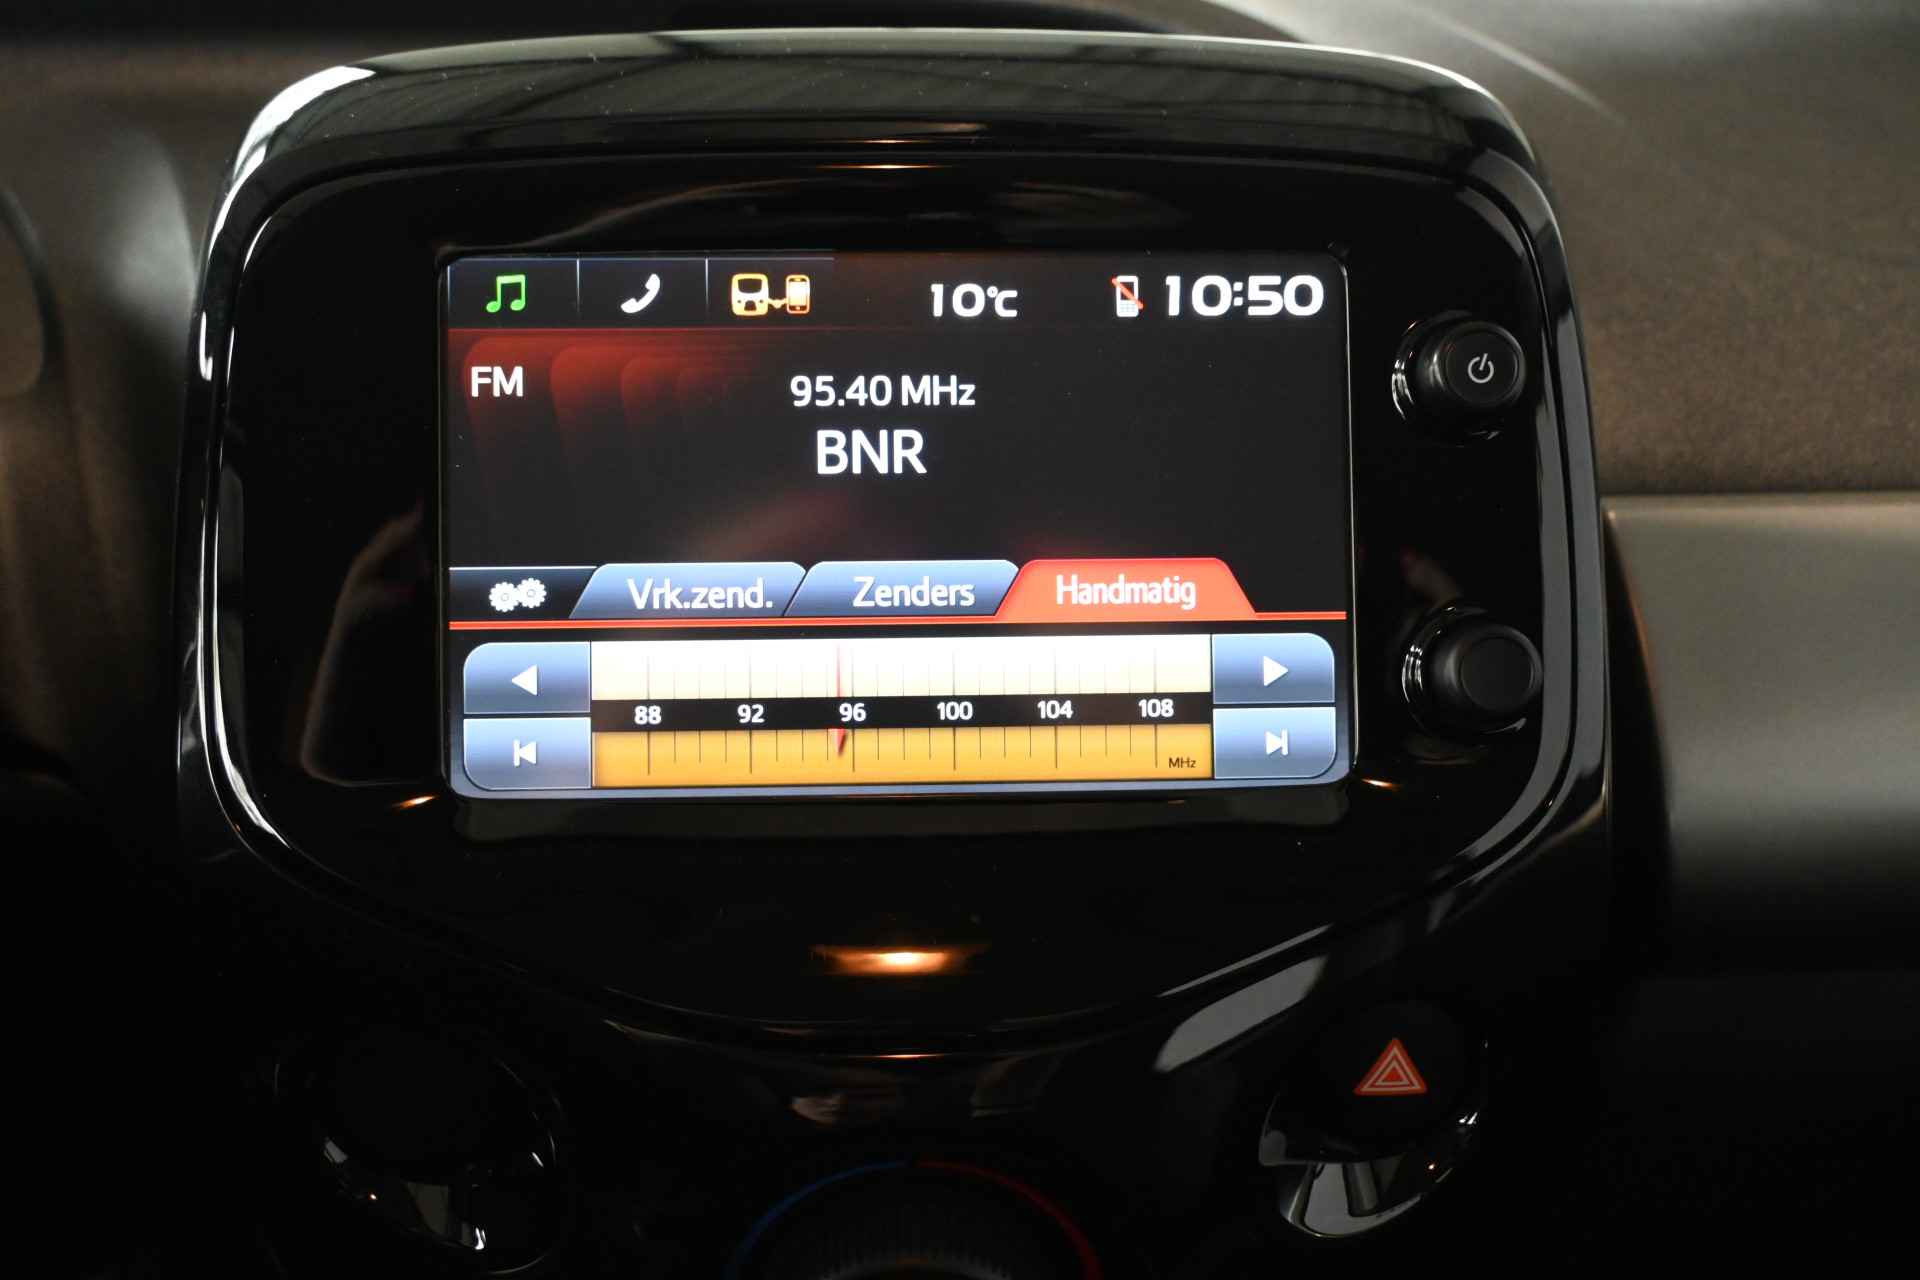 10°C 10:50
FM
95.40 MHz
BNR
Vrk.zend. Zenders Handmatig
88 92 96 100 104 108
MHz